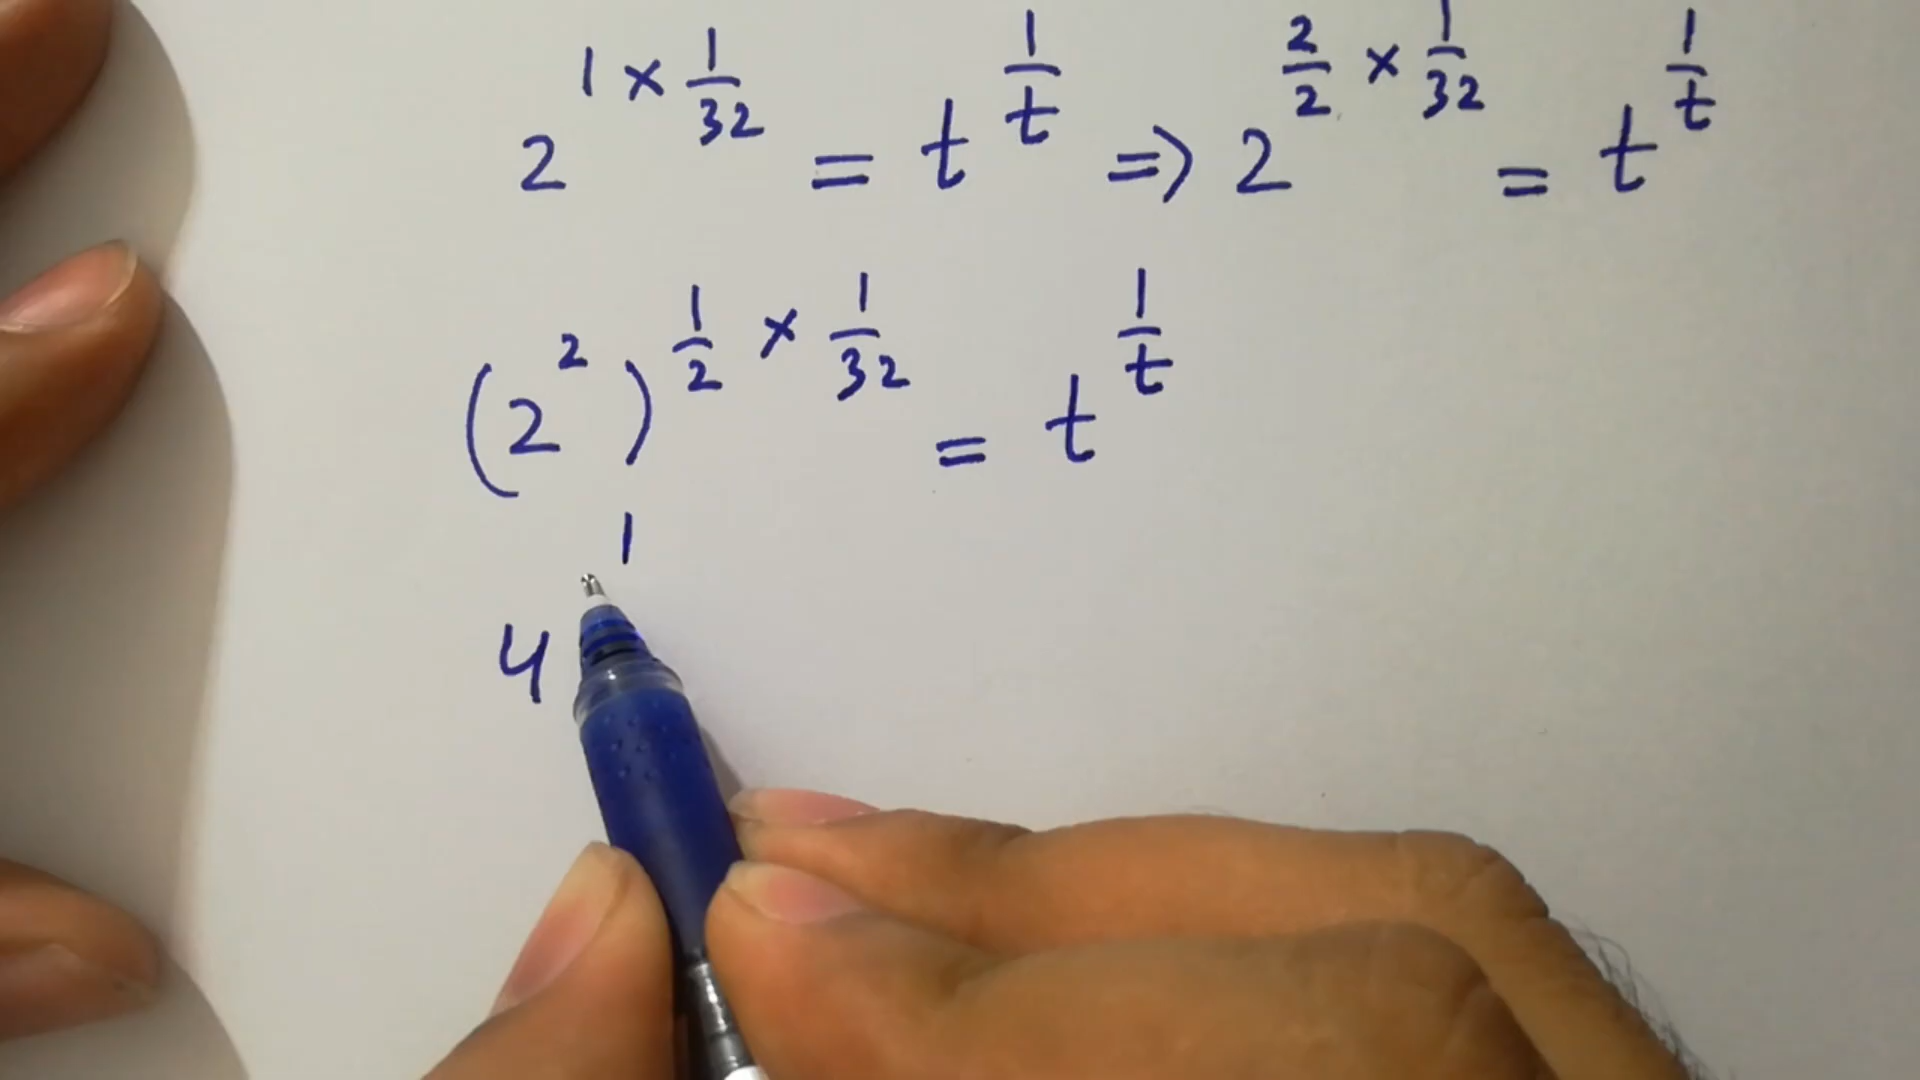 2^(1 × 1/32) = t^(1/t) => 2^(2/2 × 1/32) = t^(1/t)
(2^2)^(1/2 × 1/32) = t^(1/t)
4^1